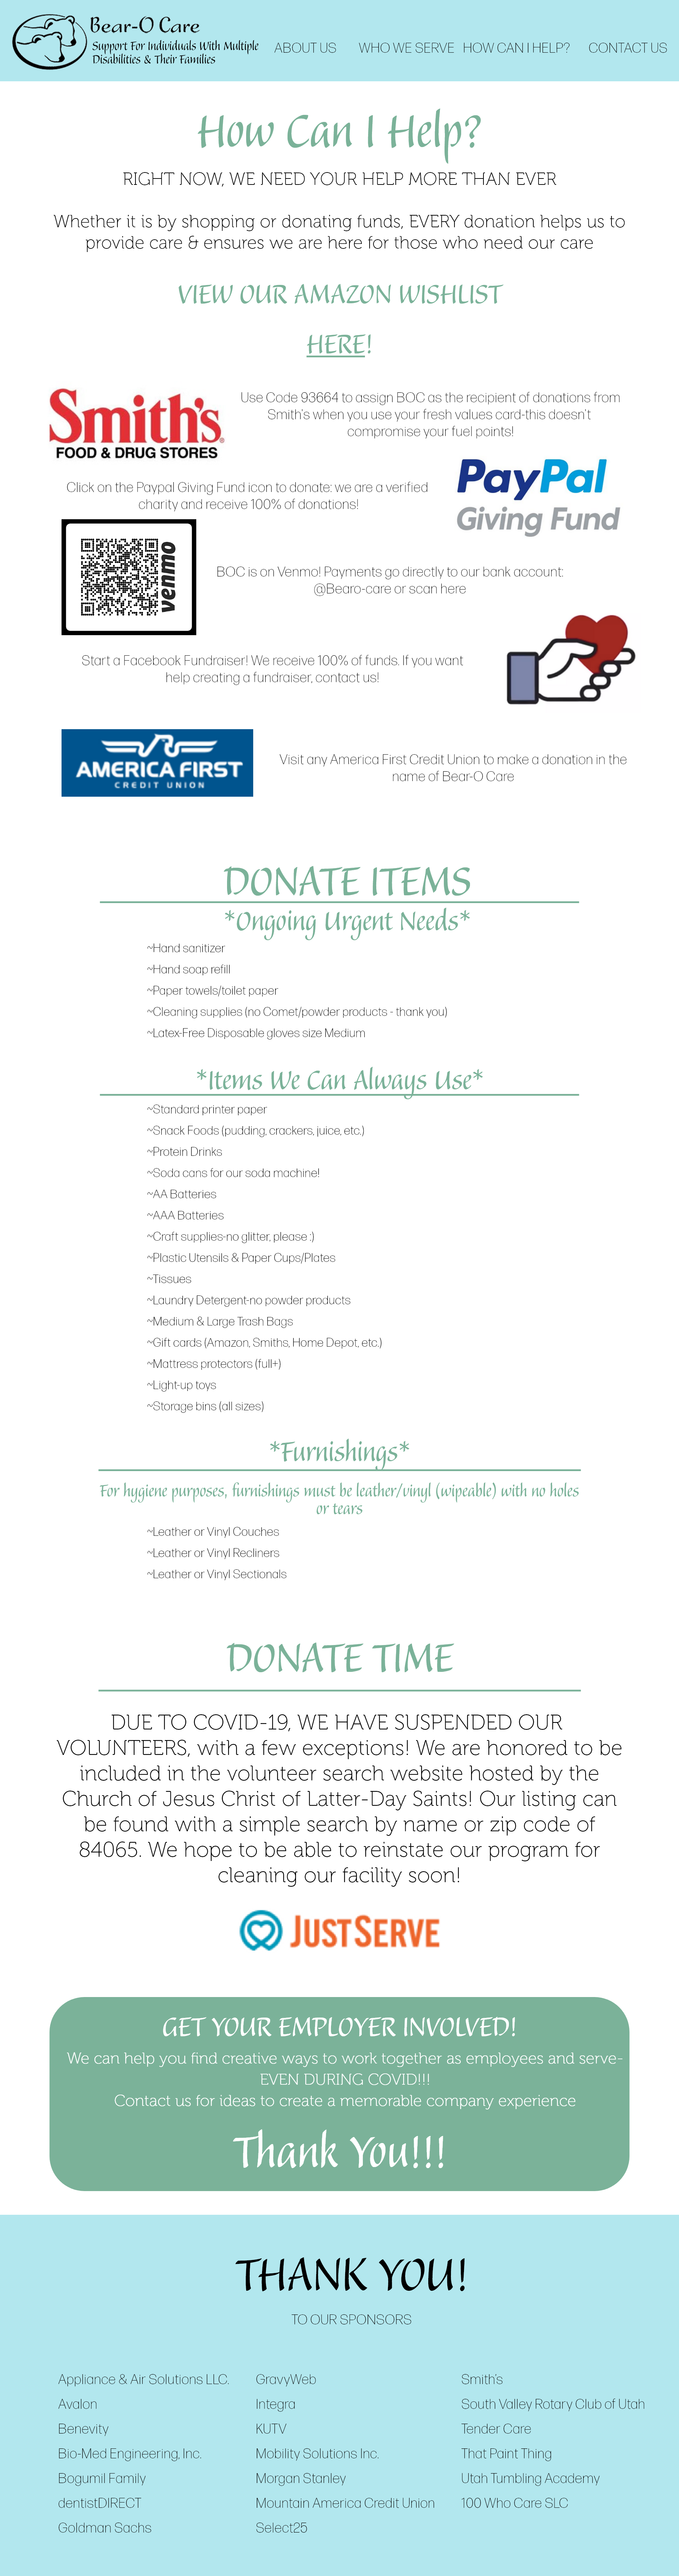 Bear-O Care
Support For Individuals With Multiple
Disabilities & Their Families
ABOUT US
WHO WE SERVE
HOW CAN I HELP?
CONTACT US
How Can I Help?
RIGHT NOW, WE NEED YOUR HELP MORE THAN EVER
Whether it is by shopping or donating funds, EVERY donation helps us to
provide care & ensures we are here for those who need our care
VIEW OUR AMAZON WISHLIST
HERE!
Smith's
FOOD & DRUG STORES
Use Code 93664 to assign BOC as the recipient of donations from
Smith's when you use your fresh values card-this doesn't
compromise your fuel points!
Click on the Paypal Giving Fund icon to donate: we are a verified
charity and receive 100% of donations!
PayPal
Giving Fund
venmo
BOC is on Venmo! Payments go directly to our bank account:
@Bearo-care or scan here
Start a Facebook Fundraiser! We receive 100% of funds. If you want
help creating a fundraiser, contact us!
AMERICA FIRST
CREDIT UNION
Visit any America First Credit Union to make a donation in the
name of Bear-O Care
DONATE ITEMS
*Ongoing Urgent Needs*
~Hand sanitizer
~Hand soap refill
~Paper towels/toilet paper
~Cleaning supplies (no Comet/powder products - thank you)
~Latex-Free Disposable gloves size Medium
*Items We Can Always Use*
~Standard printer paper
~Snack Foods (pudding, crackers, juice, etc.)
~Protein Drinks
~Soda cans for our soda machine!
~AA Batteries
~AAA Batteries
~Craft supplies-no glitter, please :)
~Plastic Utensils & Paper Cups/Plates
~Tissues
~Laundry Detergent-no powder products
~Medium & Large Trash Bags
~Gift cards (Amazon, Smiths, Home Depot, etc.)
~Mattress protectors (full+)
~Light-up toys
~Storage bins (all sizes)
*Furnishings*
For hygiene purposes, furnishings must be leather/vinyl (wipeable) with no holes
or tears
~Leather or Vinyl Couches
~Leather or Vinyl Recliners
~Leather or Vinyl Sectionals
DONATE TIME
DUE TO COVID-19, WE HAVE SUSPENDED OUR
VOLUNTEERS, with a few exceptions! We are honored to be
included in the volunteer search website hosted by the
Church of Jesus Christ of Latter-Day Saints! Our listing can
be found with a simple search by name or zip code of
84065. We hope to be able to reinstate our program for
cleaning our facility soon!
JUSTSERVE
GET YOUR EMPLOYER INVOLVED!
We can help you find creative ways to work together as employees and serve-
EVEN DURING COVID!!!
Contact us for ideas to create a memorable company experience
Thank You!!!
THANK YOU!
TO OUR SPONSORS
Appliance & Air Solutions LLC.
Avalon
Benevity
Bio-Med Engineering, Inc.
Bogumil Family
dentistDIRECT
Goldman Sachs
GravyWeb
Integra
KUTV
Mobility Solutions Inc.
Morgan Stanley
Mountain America Credit Union
Select25
Smith's
South Valley Rotary Club of Utah
Tender Care
That Paint Thing
Utah Tumbling Academy
100 Who Care SLC